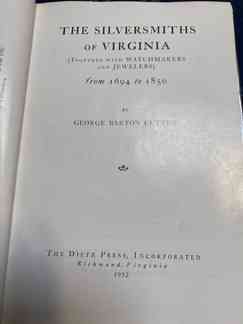 THE SILVERSMITHS
OF VIRGINIA
(TOGETHER WITH WATCHMAKERS
AND JEWELERS)
from 1694 to 1850
BY
GEORGE BARTON CUTTEN
THE DIETZ PRESS, INCORPORATED
Richmond, Virginia
1952